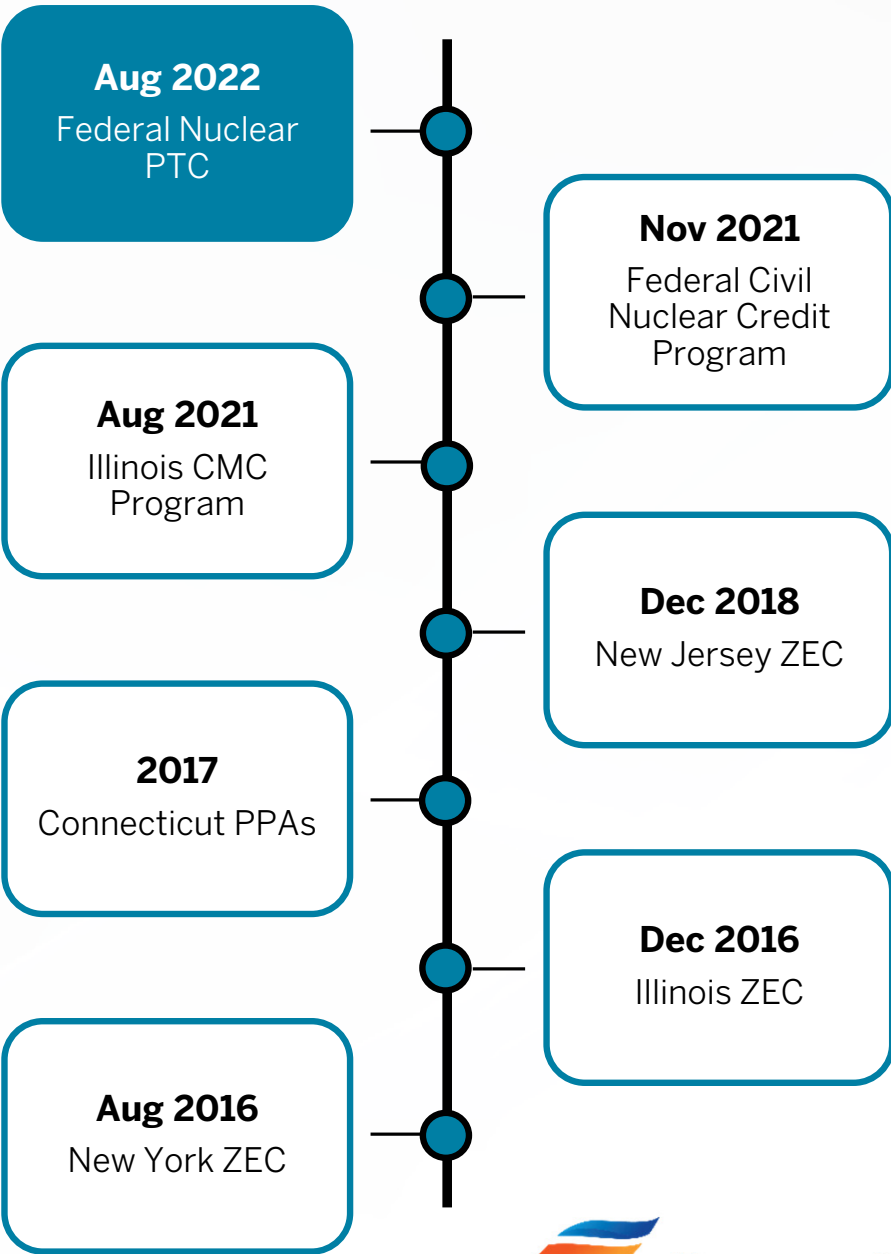 Aug 2022
Federal Nuclear
PTC
Nov 2021
Federal Civil
Nuclear Credit
Program
Aug 2021
Illinois CMC
Program
Dec 2018
New Jersey ZEC
2017
Connecticut PPAs
Dec 2016
Illinois ZEC
Aug 2016
New York ZEC